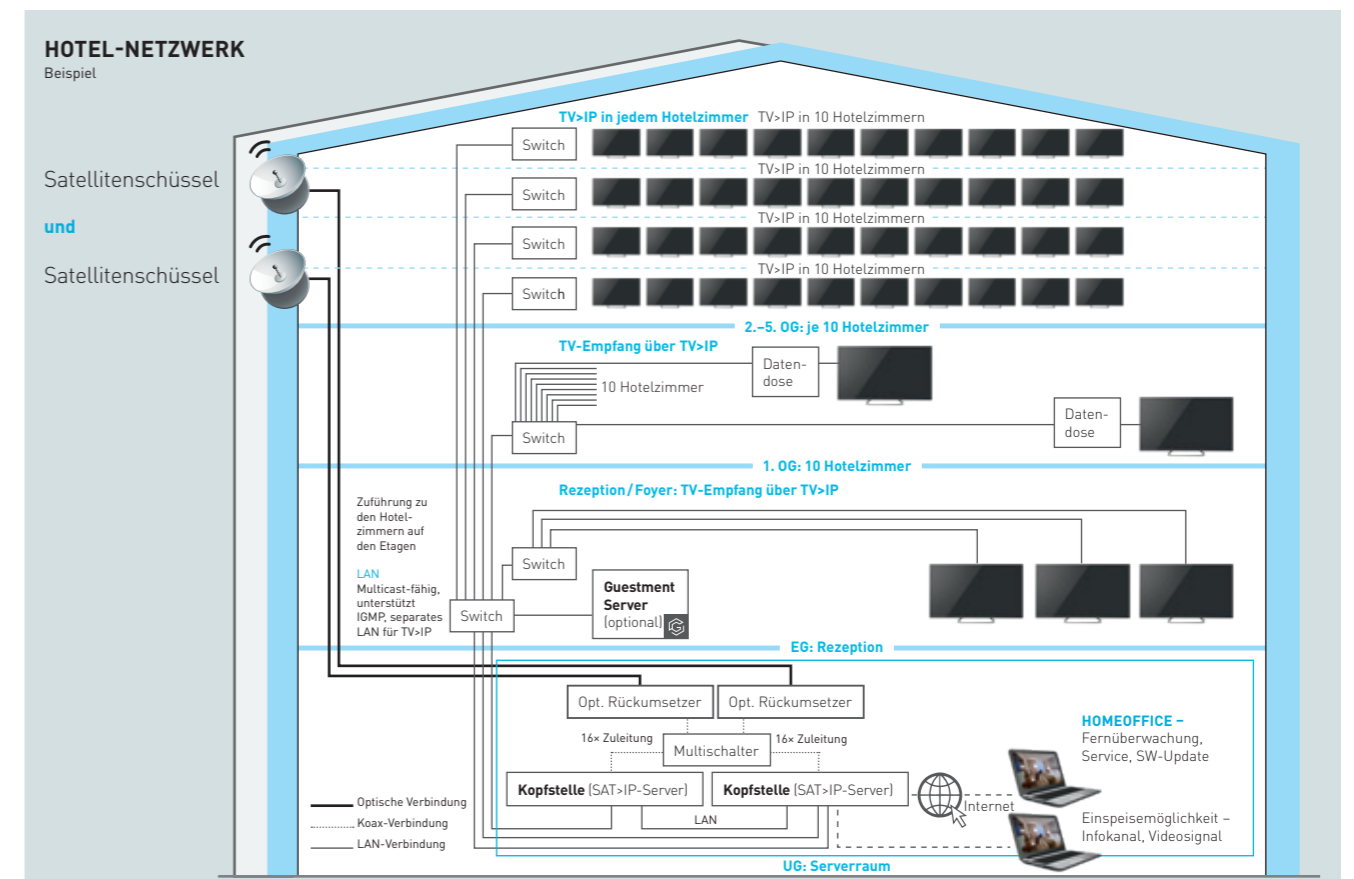 HOTEL-NETZWERK
Beispiel
Satellitenschüssel
und
Satellitenschüssel
TV>IP in jedem Hotelzimmer TV>IP in 10 Hotelzimmern
Switch
TV>IP in 10 Hotelzimmern
Switch
TV>IP in 10 Hotelzimmern
Switch
TV>IP in 10 Hotelzimmern
Switch
2.–5. OG: je 10 Hotelzimmer
TV-Empfang über TV>IP
Daten-
dose
10 Hotelzimmer
Daten-
dose
Switch
1. OG: 10 Hotelzimmer
Rezeption/Foyer: TV-Empfang über TV>IP
Zuführung zu
den Hotel-
zimmern auf
den Etagen
LAN
Multicast-fähig,
unterstützt
IGMP, separates
LAN für TV>IP
Switch
Switch
Guestment
Server
(optional)
EG: Rezeption
Opt. Rückumsetzer
Opt. Rückumsetzer
16× Zuleitung
Multischalter
16× Zuleitung
Kopfstelle (SAT>IP-Server)
Kopfstelle (SAT>IP-Server)
LAN
Internet
HOMEOFFICE –
Fernüberwachung,
Service, SW-Update
Einspeisemöglichkeit –
Infokanal, Videosignal
Optische Verbindung
Koax-Verbindung
LAN-Verbindung
UG: Serverraum